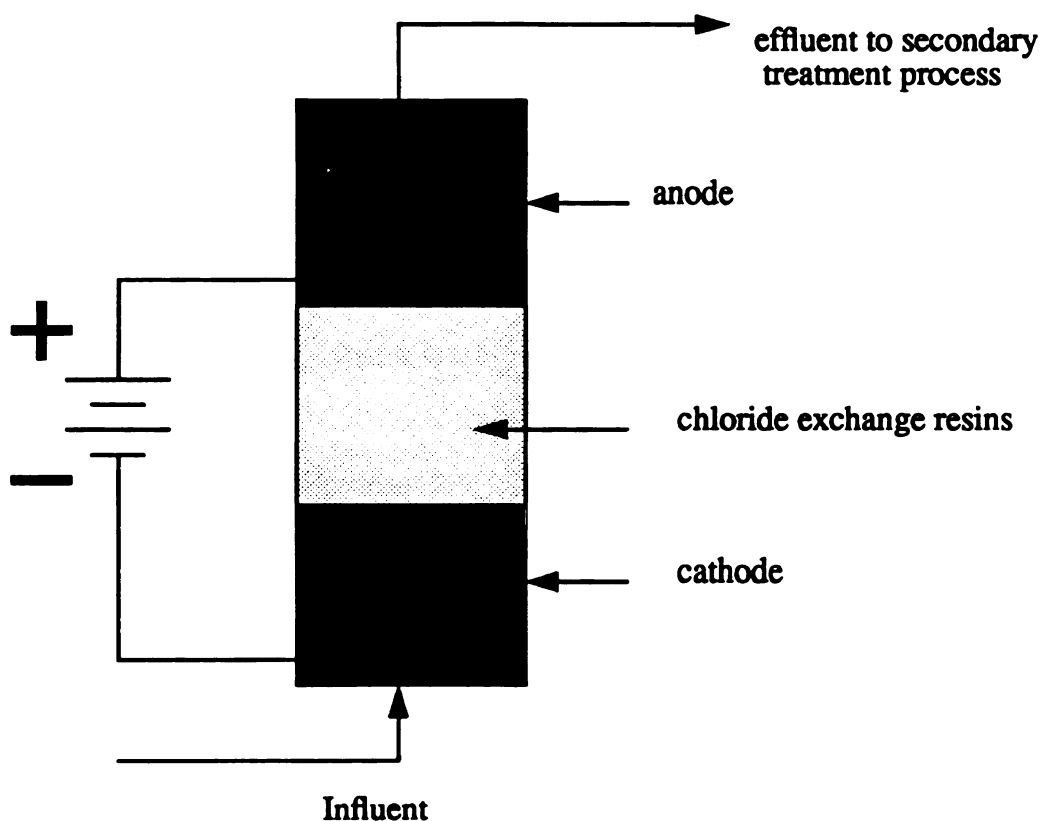 effluent to secondary
treatment process
anode
+
chloride exchange resins
−
cathode
Influent